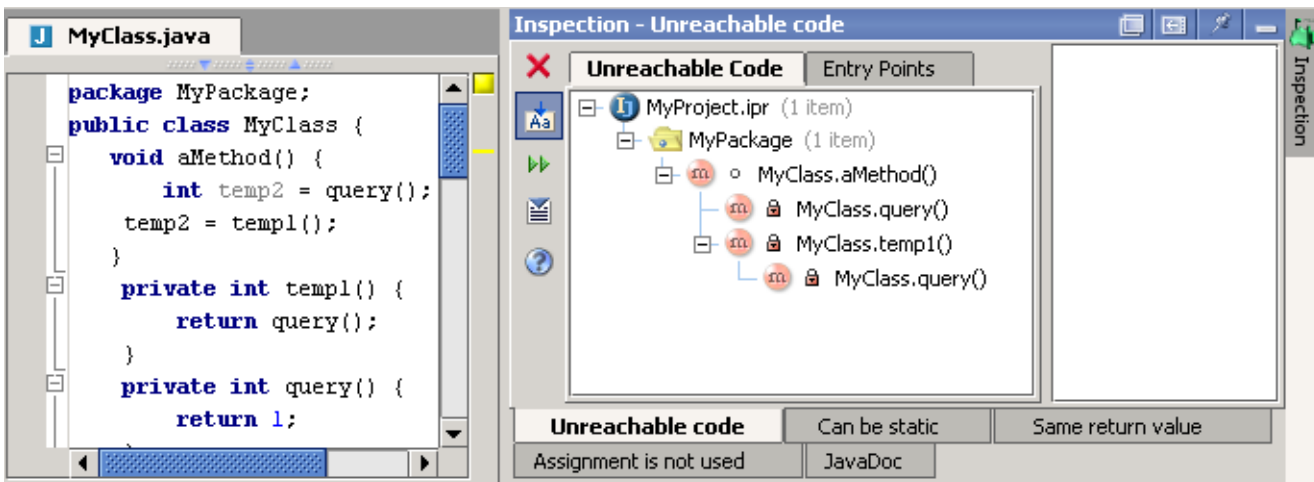 MyClass.java
package MyPackage;
public class MyClass {
void aMethod() {
int temp2 = query();
temp2 = temp1();
}
private int temp1() {
return query();
}
private int query() {
return 1;
Inspection - Unreachable code
Unreachable Code Entry Points
MyProject.ipr (1 item)
MyPackage (1 item)
MyClass.aMethod()
MyClass.query()
MyClass.temp1()
MyClass.query()
Unreachable code Can be static Same return value
Assignment is not used JavaDoc
Inspection